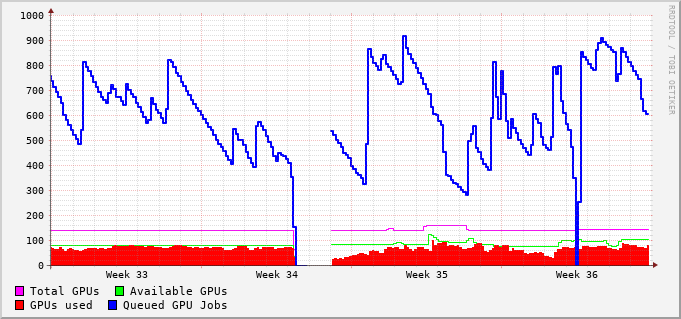 1000
900
800
700
600
500
400
300
200
100
0
Week 33 Week 34 Week 35 Week 36
Total GPUs Available GPUs
GPUs used Queued GPU Jobs
RRDTOOL / TOBI OETIKER